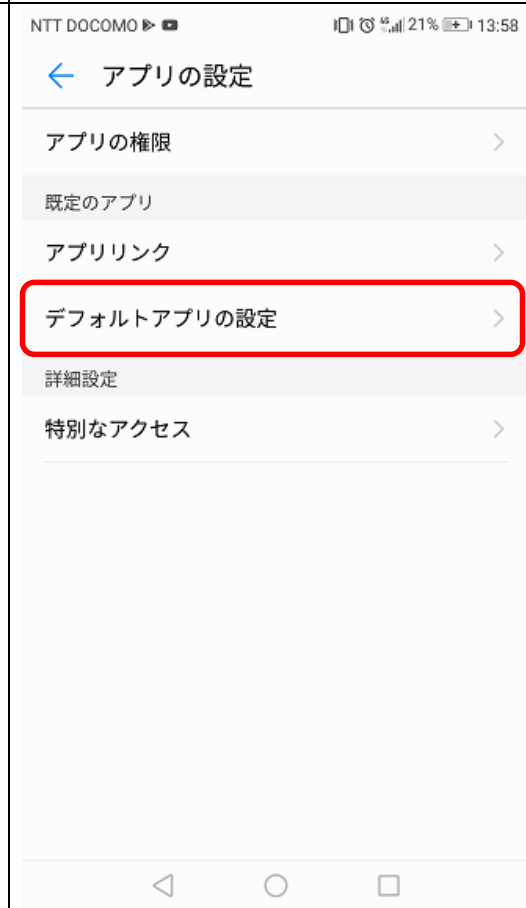 NTT DOCOMO 21% 13:58
アプリの設定
アプリの権限
既定のアプリ
アプリリンク
デフォルトアプリの設定
詳細設定
特別なアクセス